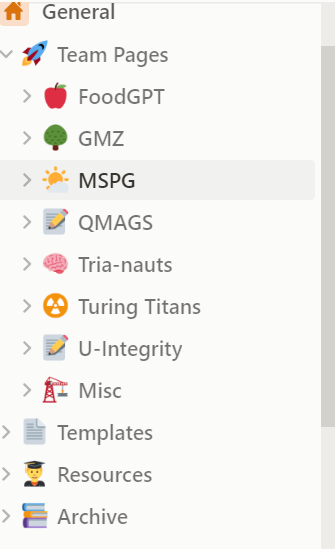 General
Team Pages
FoodGPT
GMZ
MSPG
QMAGS
Tria-nauts
Turing Titans
U-Integrity
Misc
Templates
Resources
Archive